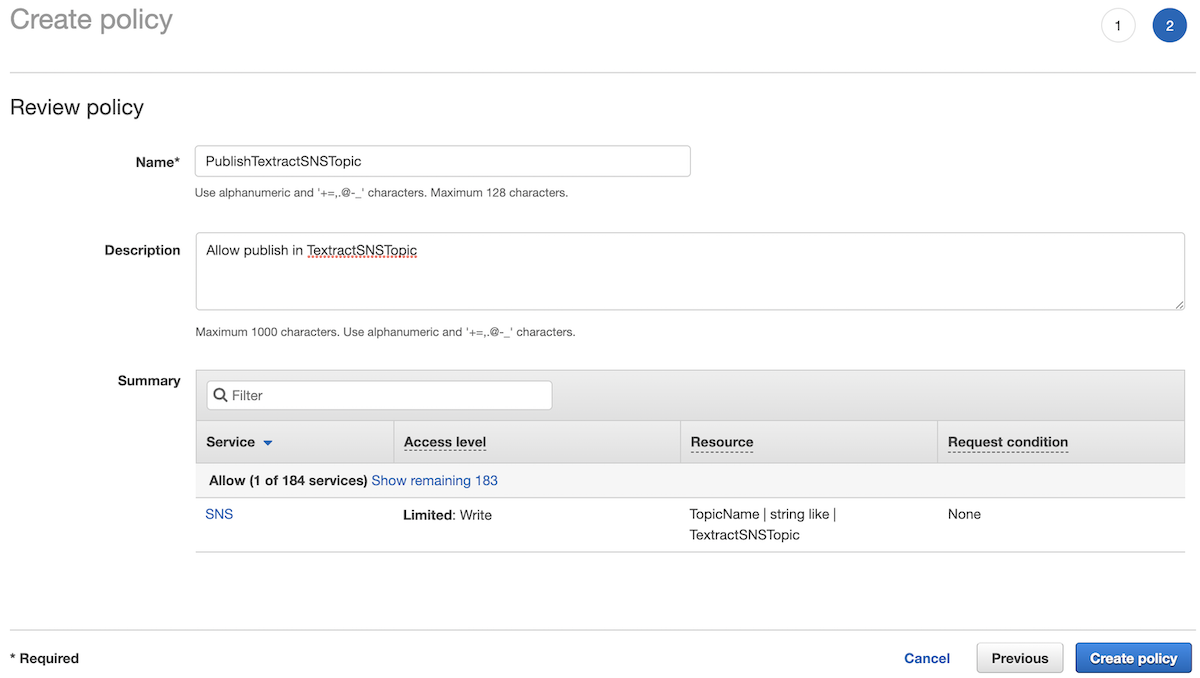 Create policy
1
2
Review policy
Name*
PublishTextractSNSTopic
Use alphanumeric and '+=,.@-_' characters. Maximum 128 characters.
Description
Allow publish in TextractSNSTopic
Maximum 1000 characters. Use alphanumeric and '+=,.@-_' characters.
Summary
Filter
Service Access level Resource Request condition
Allow (1 of 184 services) Show remaining 183
SNS Limited: Write TopicName | string like | None
TextractSNSTopic
* Required Cancel Previous Create policy